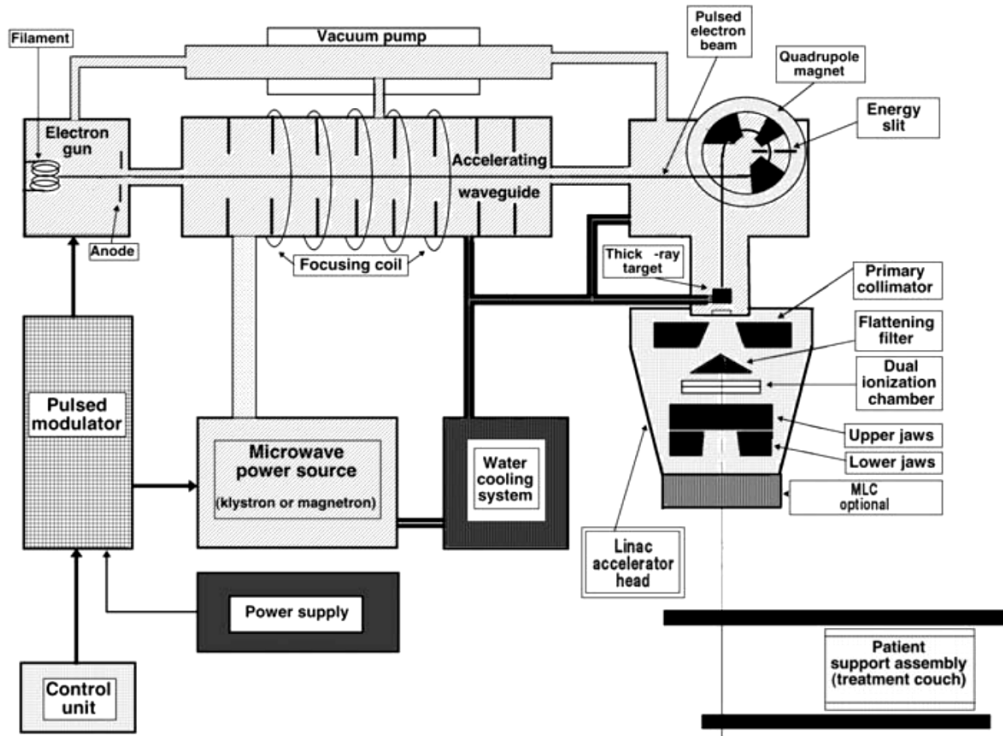 Filament
Vacuum pump
Pulsed
electron
beam
Quadrupole
magnet
Energy
slit
Electron
gun
Accelerating
waveguide
Anode
Focusing coil
Thick -ray
target
Primary
collimator
Flattening
filter
Dual
ionization
chamber
Upper jaws
Lower jaws
MLC
optional
Pulsed
modulator
Microwave
power source
(klystron or magnetron)
Water
cooling
system
Linac
accelerator
head
Power supply
Control
unit
Patient
support assembly
(treatment couch)